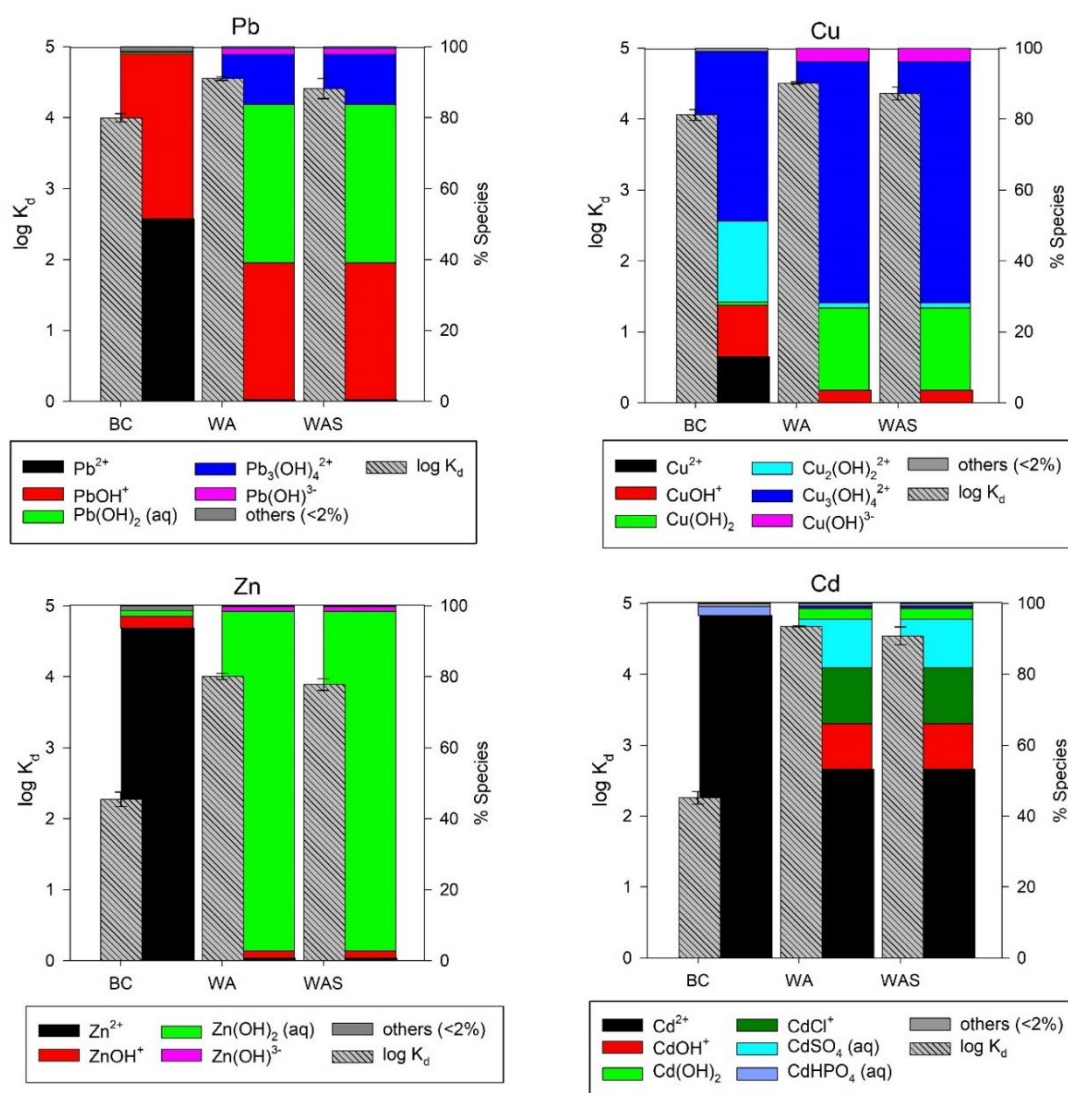 Pb
5
4
3
2
1
0
log K_d
100
80
60
40
20
0
% Species
BC WA WAS
Pb²⁺ Pb₃(OH)₄²⁺ log K_d
PbOH⁺ Pb(OH)³⁻
Pb(OH)₂ (aq) others (<2%)
Cu
5
4
3
2
1
0
log K_d
100
80
60
40
20
0
% Species
BC WA WAS
Cu²⁺ Cu₂(OH)₂²⁺ others (<2%)
CuOH⁺ Cu₃(OH)₄²⁺ log K_d
Cu(OH)₂ Cu(OH)³⁻
Zn
5
4
3
2
1
0
log K_d
100
80
60
40
20
0
% Species
BC WA WAS
Zn²⁺ Zn(OH)₂ (aq) others (<2%)
ZnOH⁺ Zn(OH)³⁻ log K_d
Cd
5
4
3
2
1
0
log K_d
100
80
60
40
20
0
% Species
BC WA WAS
Cd²⁺ CdCl⁺ others (<2%)
CdOH⁺ CdSO₄ (aq) log K_d
Cd(OH)₂ CdHPO₄ (aq)